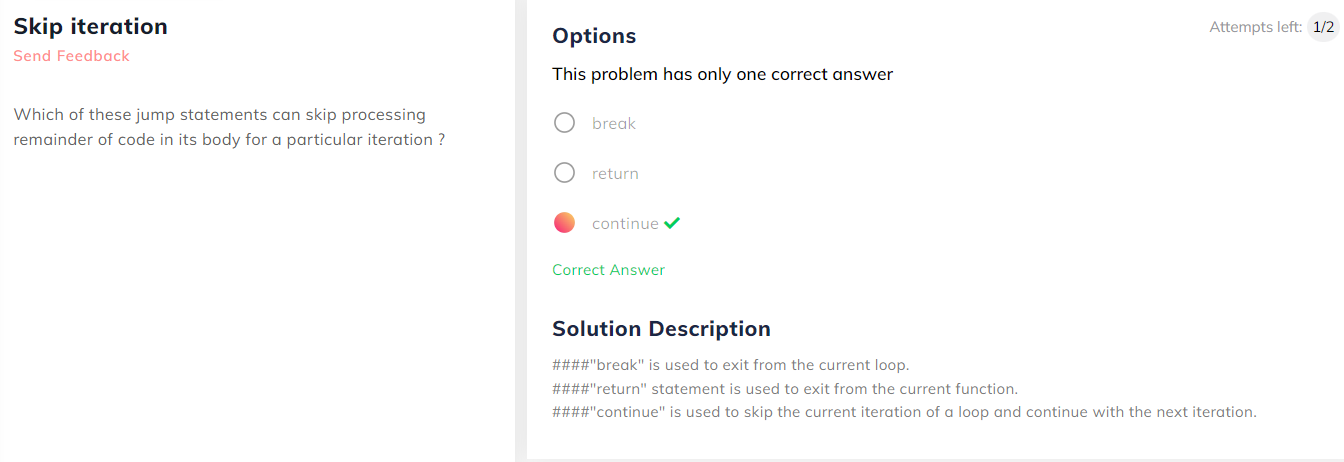 Skip iteration
Send Feedback
Which of these jump statements can skip processing
remainder of code in its body for a particular iteration ?
Attempts left: 1/2
Options
This problem has only one correct answer
break
return
continue
Correct Answer
Solution Description
####"break" is used to exit from the current loop.
####"return" statement is used to exit from the current function.
####"continue" is used to skip the current iteration of a loop and continue with the next iteration.